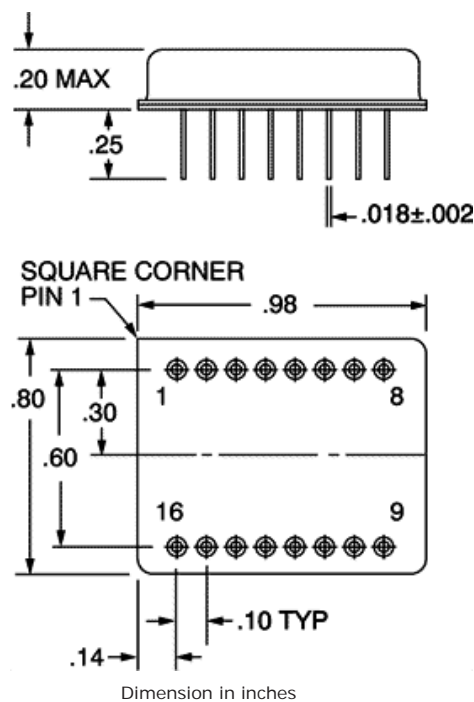 .20 MAX
.25
.018±.002
SQUARE CORNER
PIN 1
.98
1
8
.80
.30
.60
16
9
.10 TYP
.14
Dimension in inches